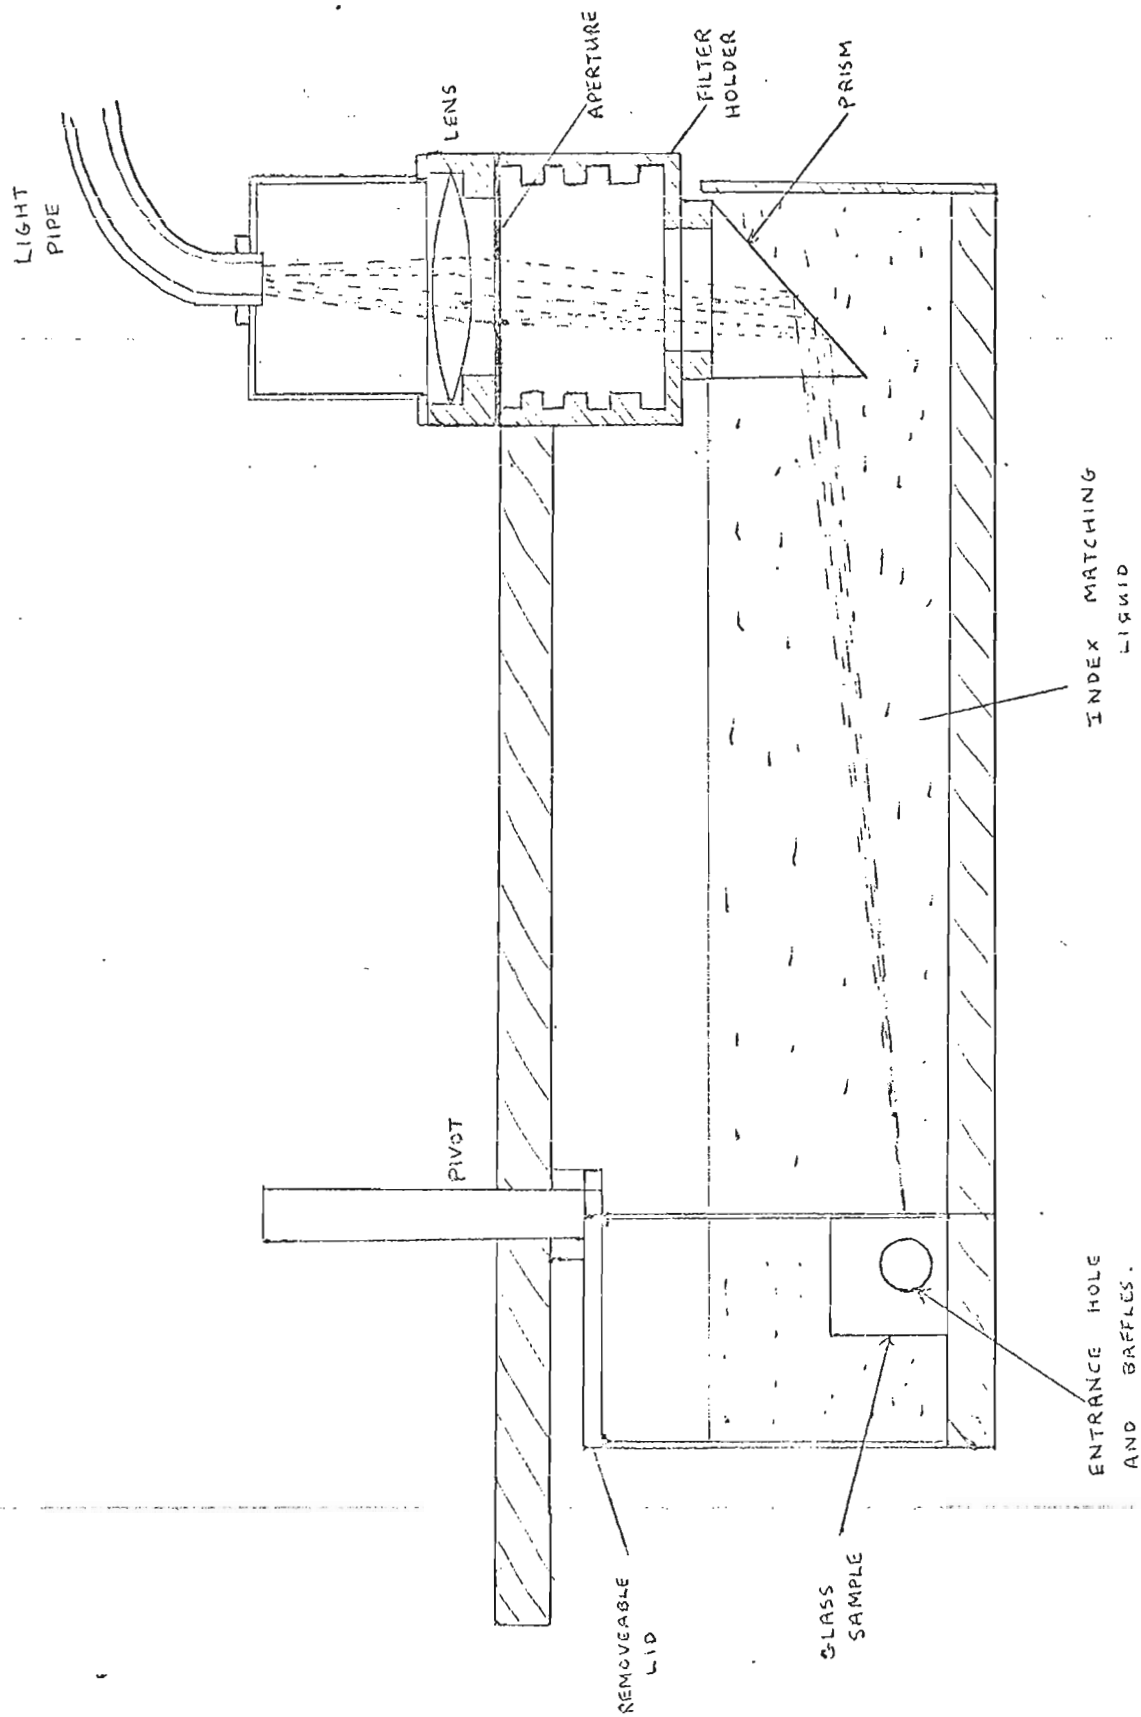 LIGHT
PIPE
LENS
APERTURE
FILTER
HOLDER
PRISM
PIVOT
INDEX MATCHING
LIQUID
REMOVEABLE
LID
GLASS
SAMPLE
ENTRANCE HOLE
AND BAFFLES.